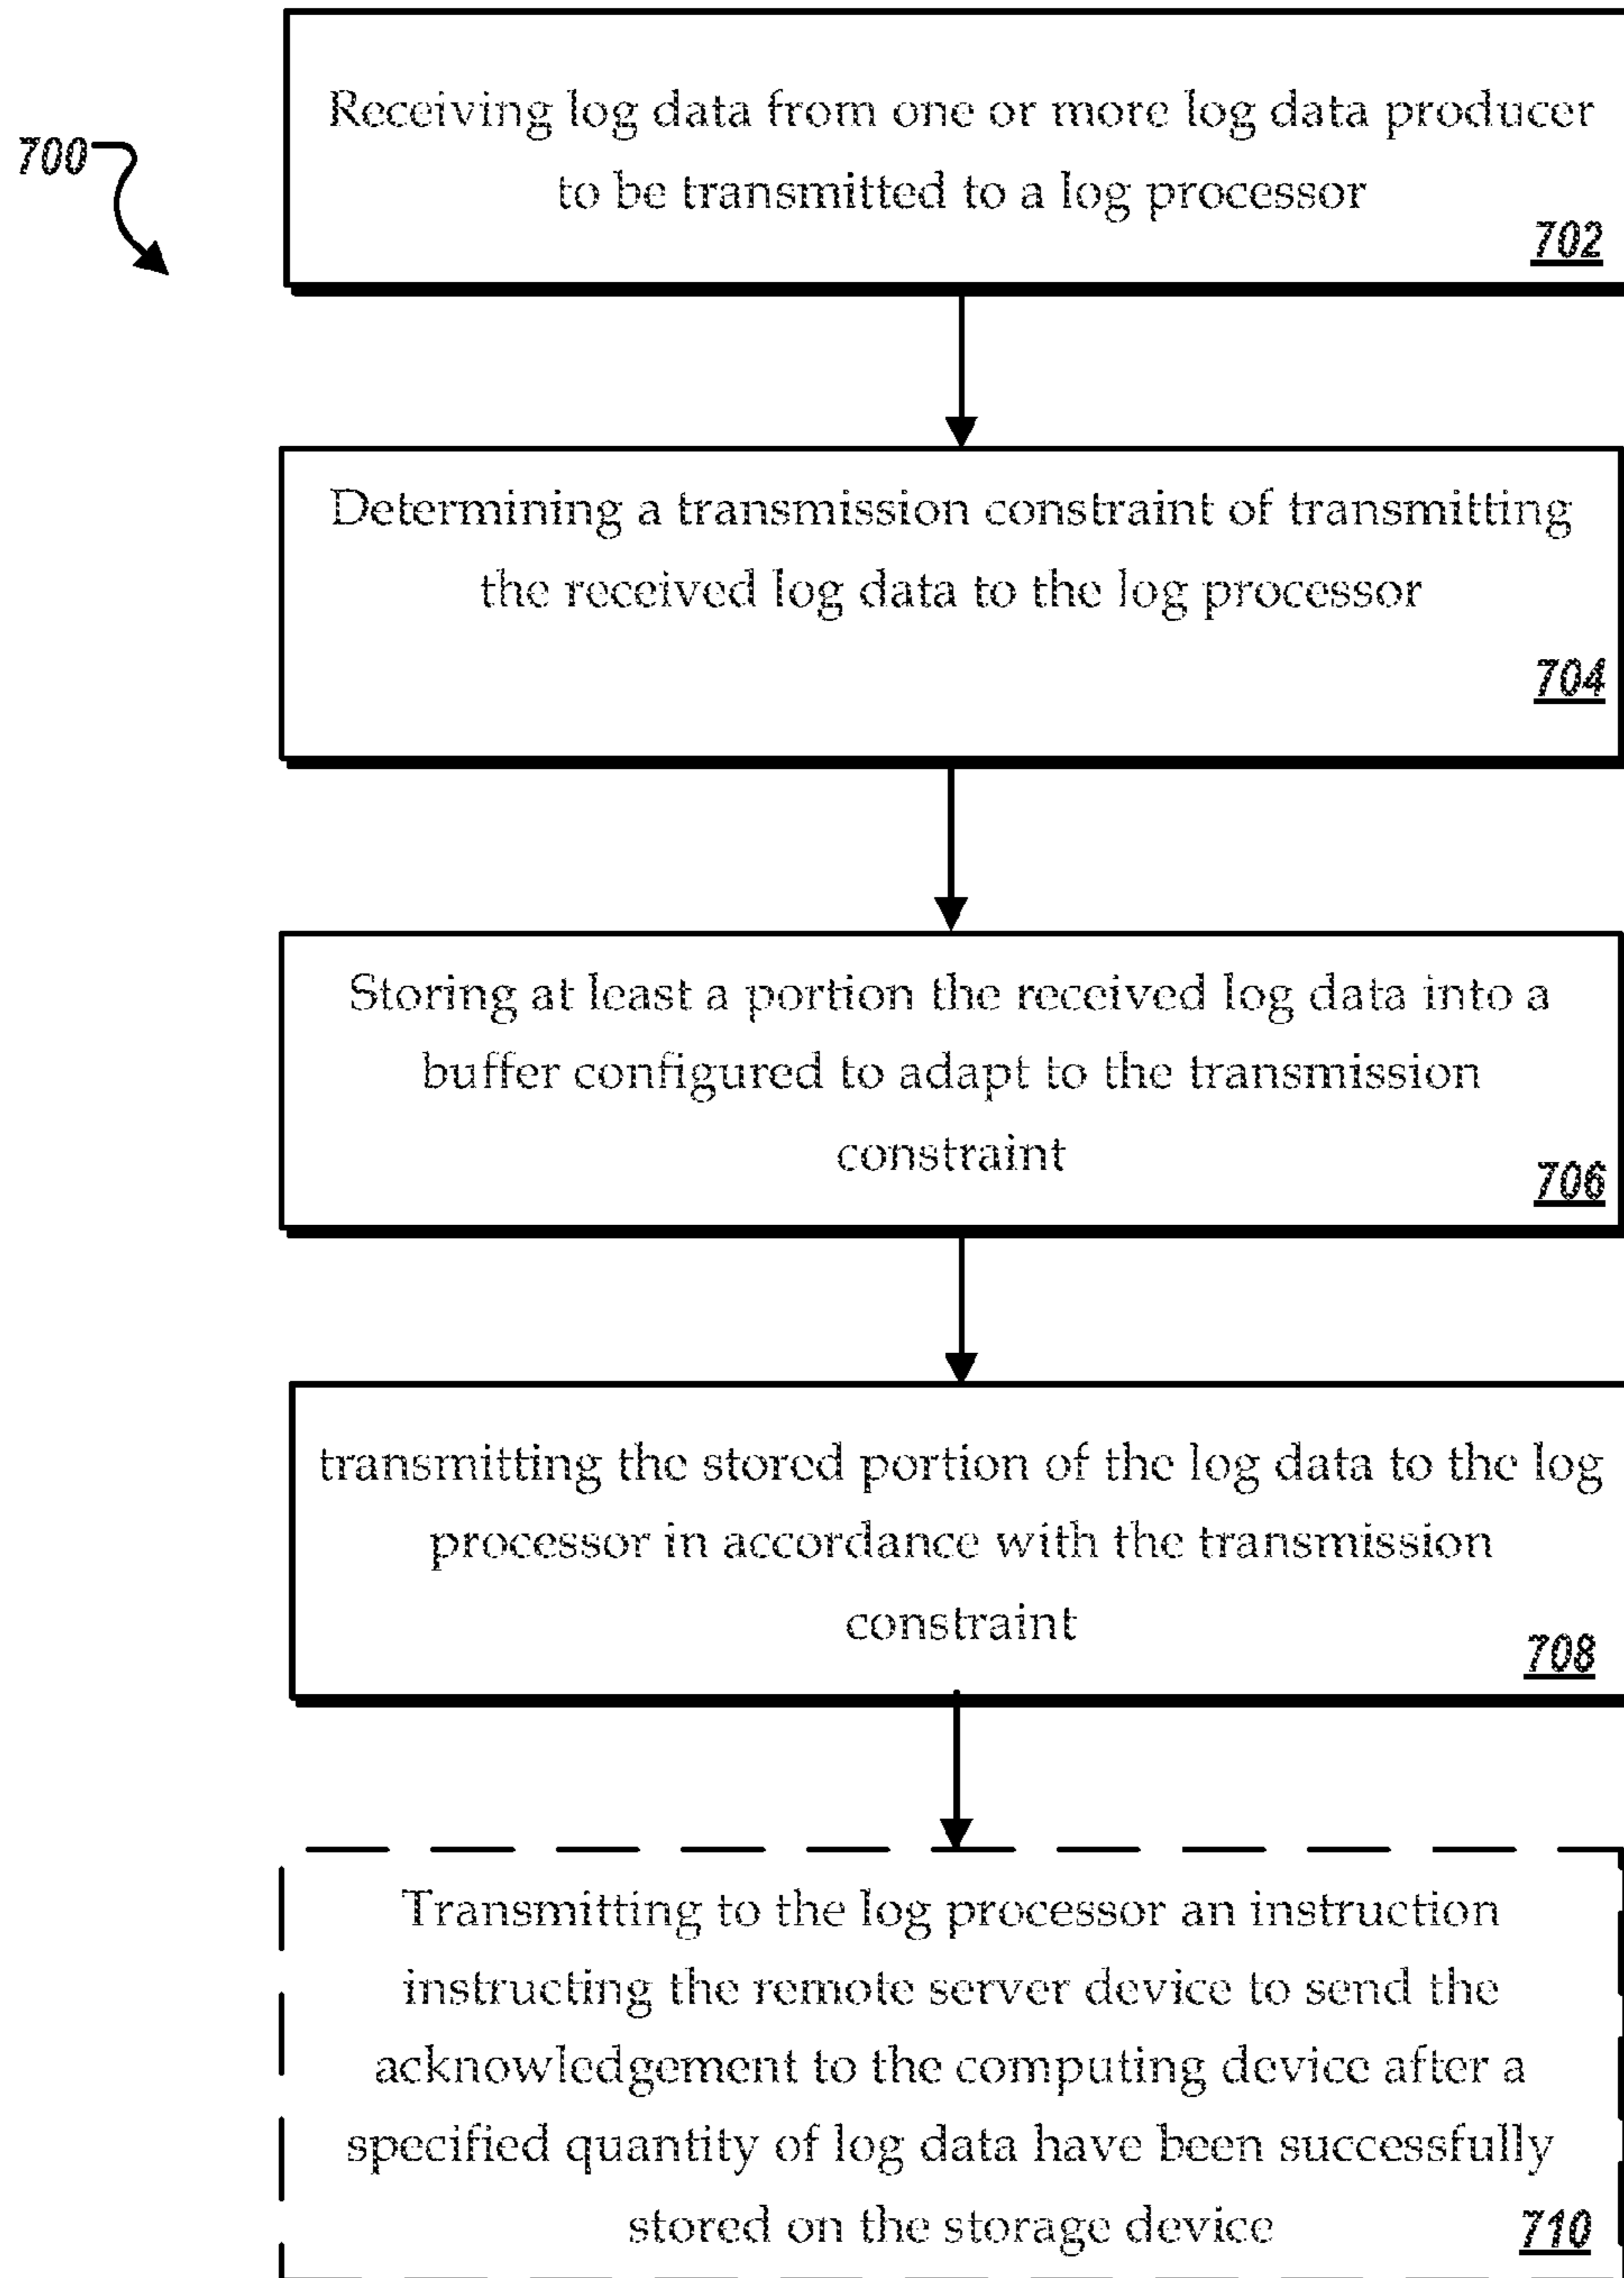 700
Receiving log data from one or more log data producer
to be transmitted to a log processor
702
Determining a transmission constraint of transmitting
the received log data to the log processor
704
Storing at least a portion the received log data into a
buffer configured to adapt to the transmission
constraint
706
transmitting the stored portion of the log data to the log
processor in accordance with the transmission
constraint
708
Transmitting to the log processor an instruction
instructing the remote server device to send the
acknowledgement to the computing device after a
specified quantity of log data have been successfully
stored on the storage device
710